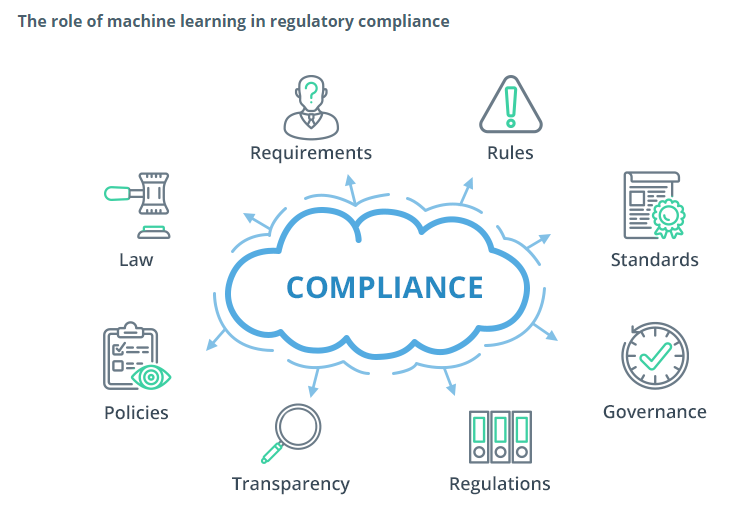 The role of machine learning in regulatory compliance
Requirements
Rules
Law
Standards
COMPLIANCE
Policies
Governance
Transparency
Regulations